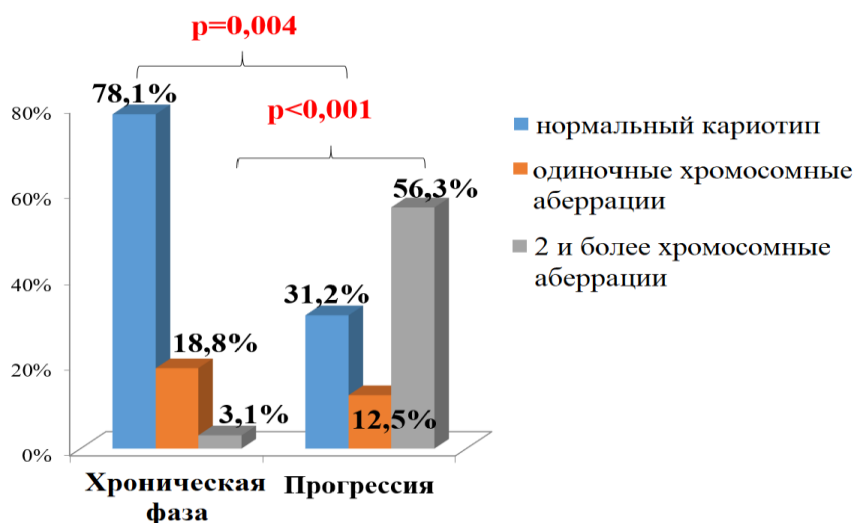 p=0,004
78,1%
p<0,001
80%
60%
40%
20%
0%
18,8%
3,1%
31,2%
12,5%
56,3%
нормальный кариотип
одиночные хромосомные
аберрации
2 и более хромосомные
аберрации
Хроническая
фаза
Прогрессия